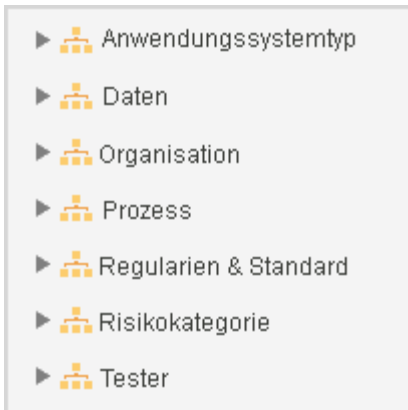 Anwendungssystemtyp
Daten
Organisation
Prozess
Regularien & Standard
Risikokategorie
Tester